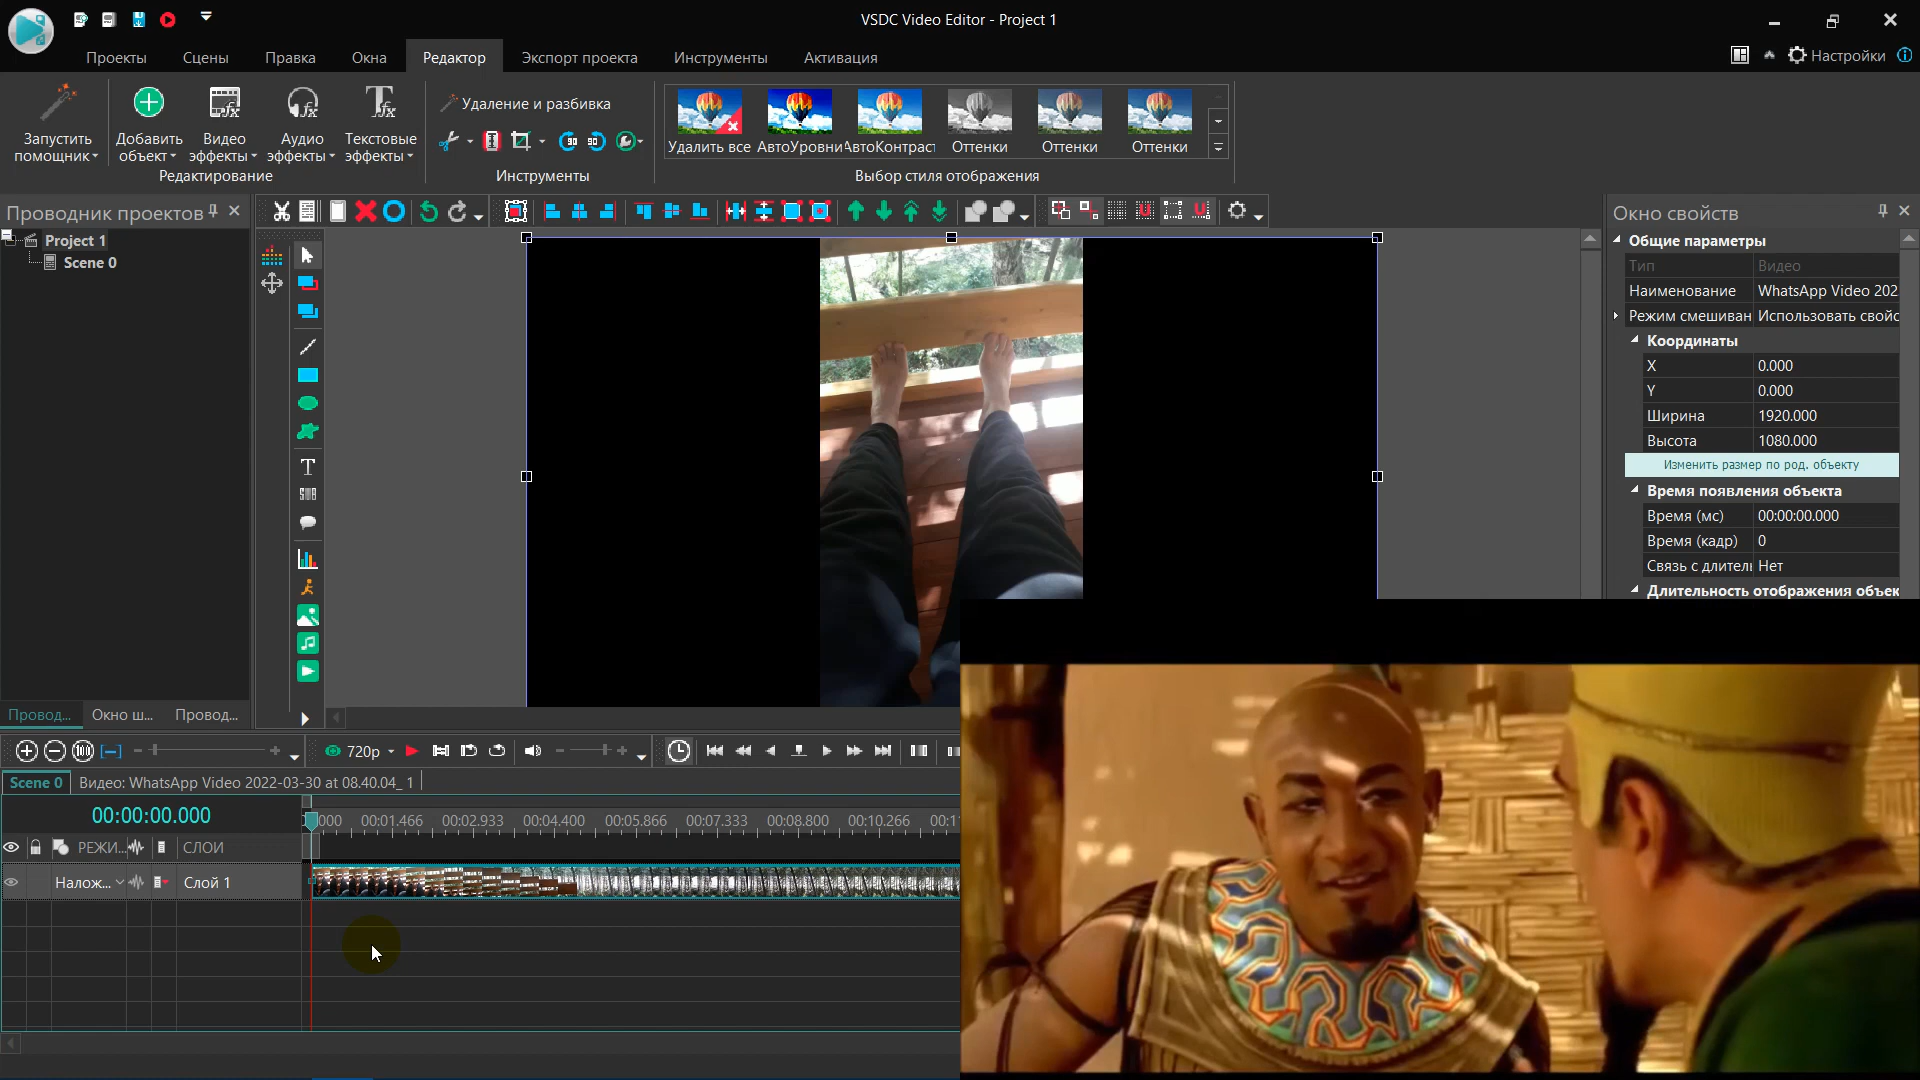 VSDC Video Editor - Project 1
Проекты Сцены Правка Окна Редактор Экспорт проекта Инструменты Активация Настройки
Удаление и разбивка
Запустить помощник
Добавить объект
Видео эффекты
Аудио эффекты
Текстовые эффекты
Удалить все АвтоУровни АвтоКонтраст Оттенки Оттенки Оттенки
Редактирование Инструменты Выбор стиля отображения
Проводник проектов
Project 1
Scene 0
Окно свойств
Общие параметры
Тип Видео
Наименование WhatsApp Video 202
Режим смешиван Использовать свойс
Координаты
X 0.000
Y 0.000
Ширина 1920.000
Высота 1080.000
Изменить размер по род. объекту
Время появления объекта
Время (мс) 00:00:00.000
Время (кадр) 0
Связь с длител Нет
Длительность отображения объек
Провод... Окно ш... Провод...
720p
Scene 0 Видео: WhatsApp Video 2022-03-30 at 08.40.04_ 1
00:00:00.000
000 00:01.466 00:02.933 00:04.400 00:05.866 00:07.333 00:08.800 00:10.266 00:11
РЕЖИ... СЛОИ
Налож... Слой 1